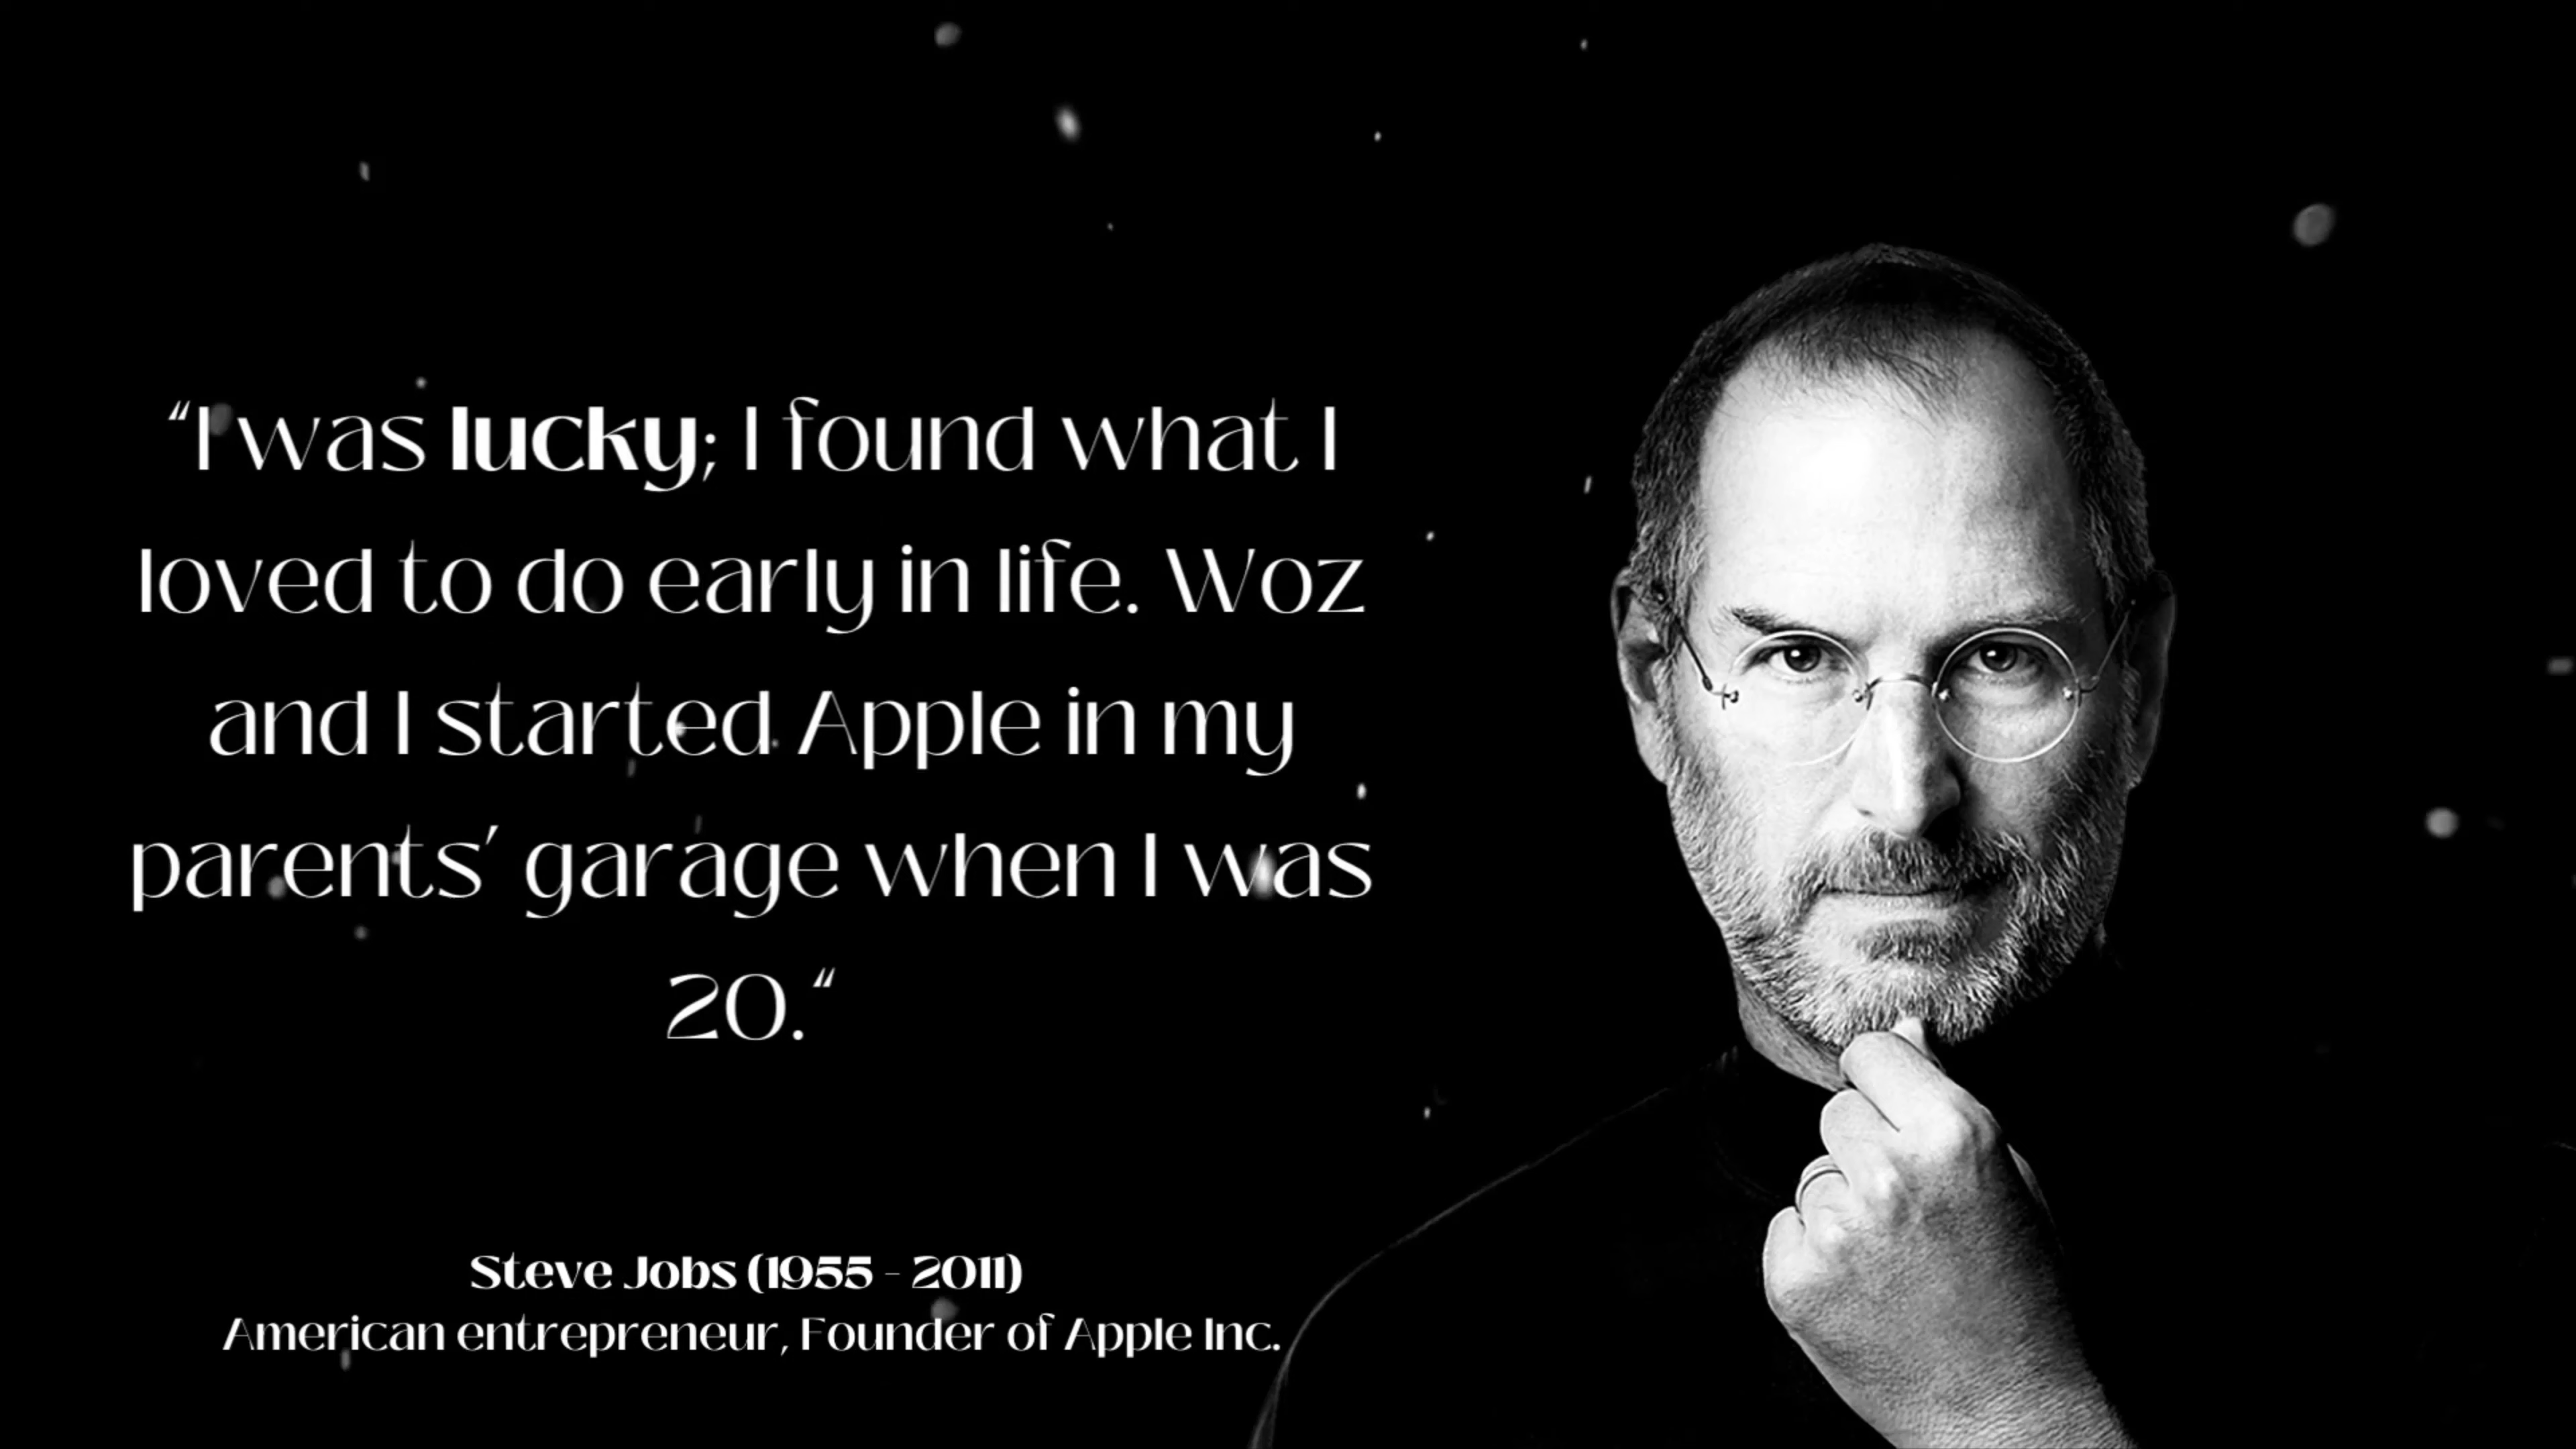 “I was lucky; I found what I
loved to do early in life. Woz
and I started Apple in my
parents’ garage when I was
20.“
Steve Jobs (1955 - 2011)
American entrepreneur, Founder of Apple Inc.